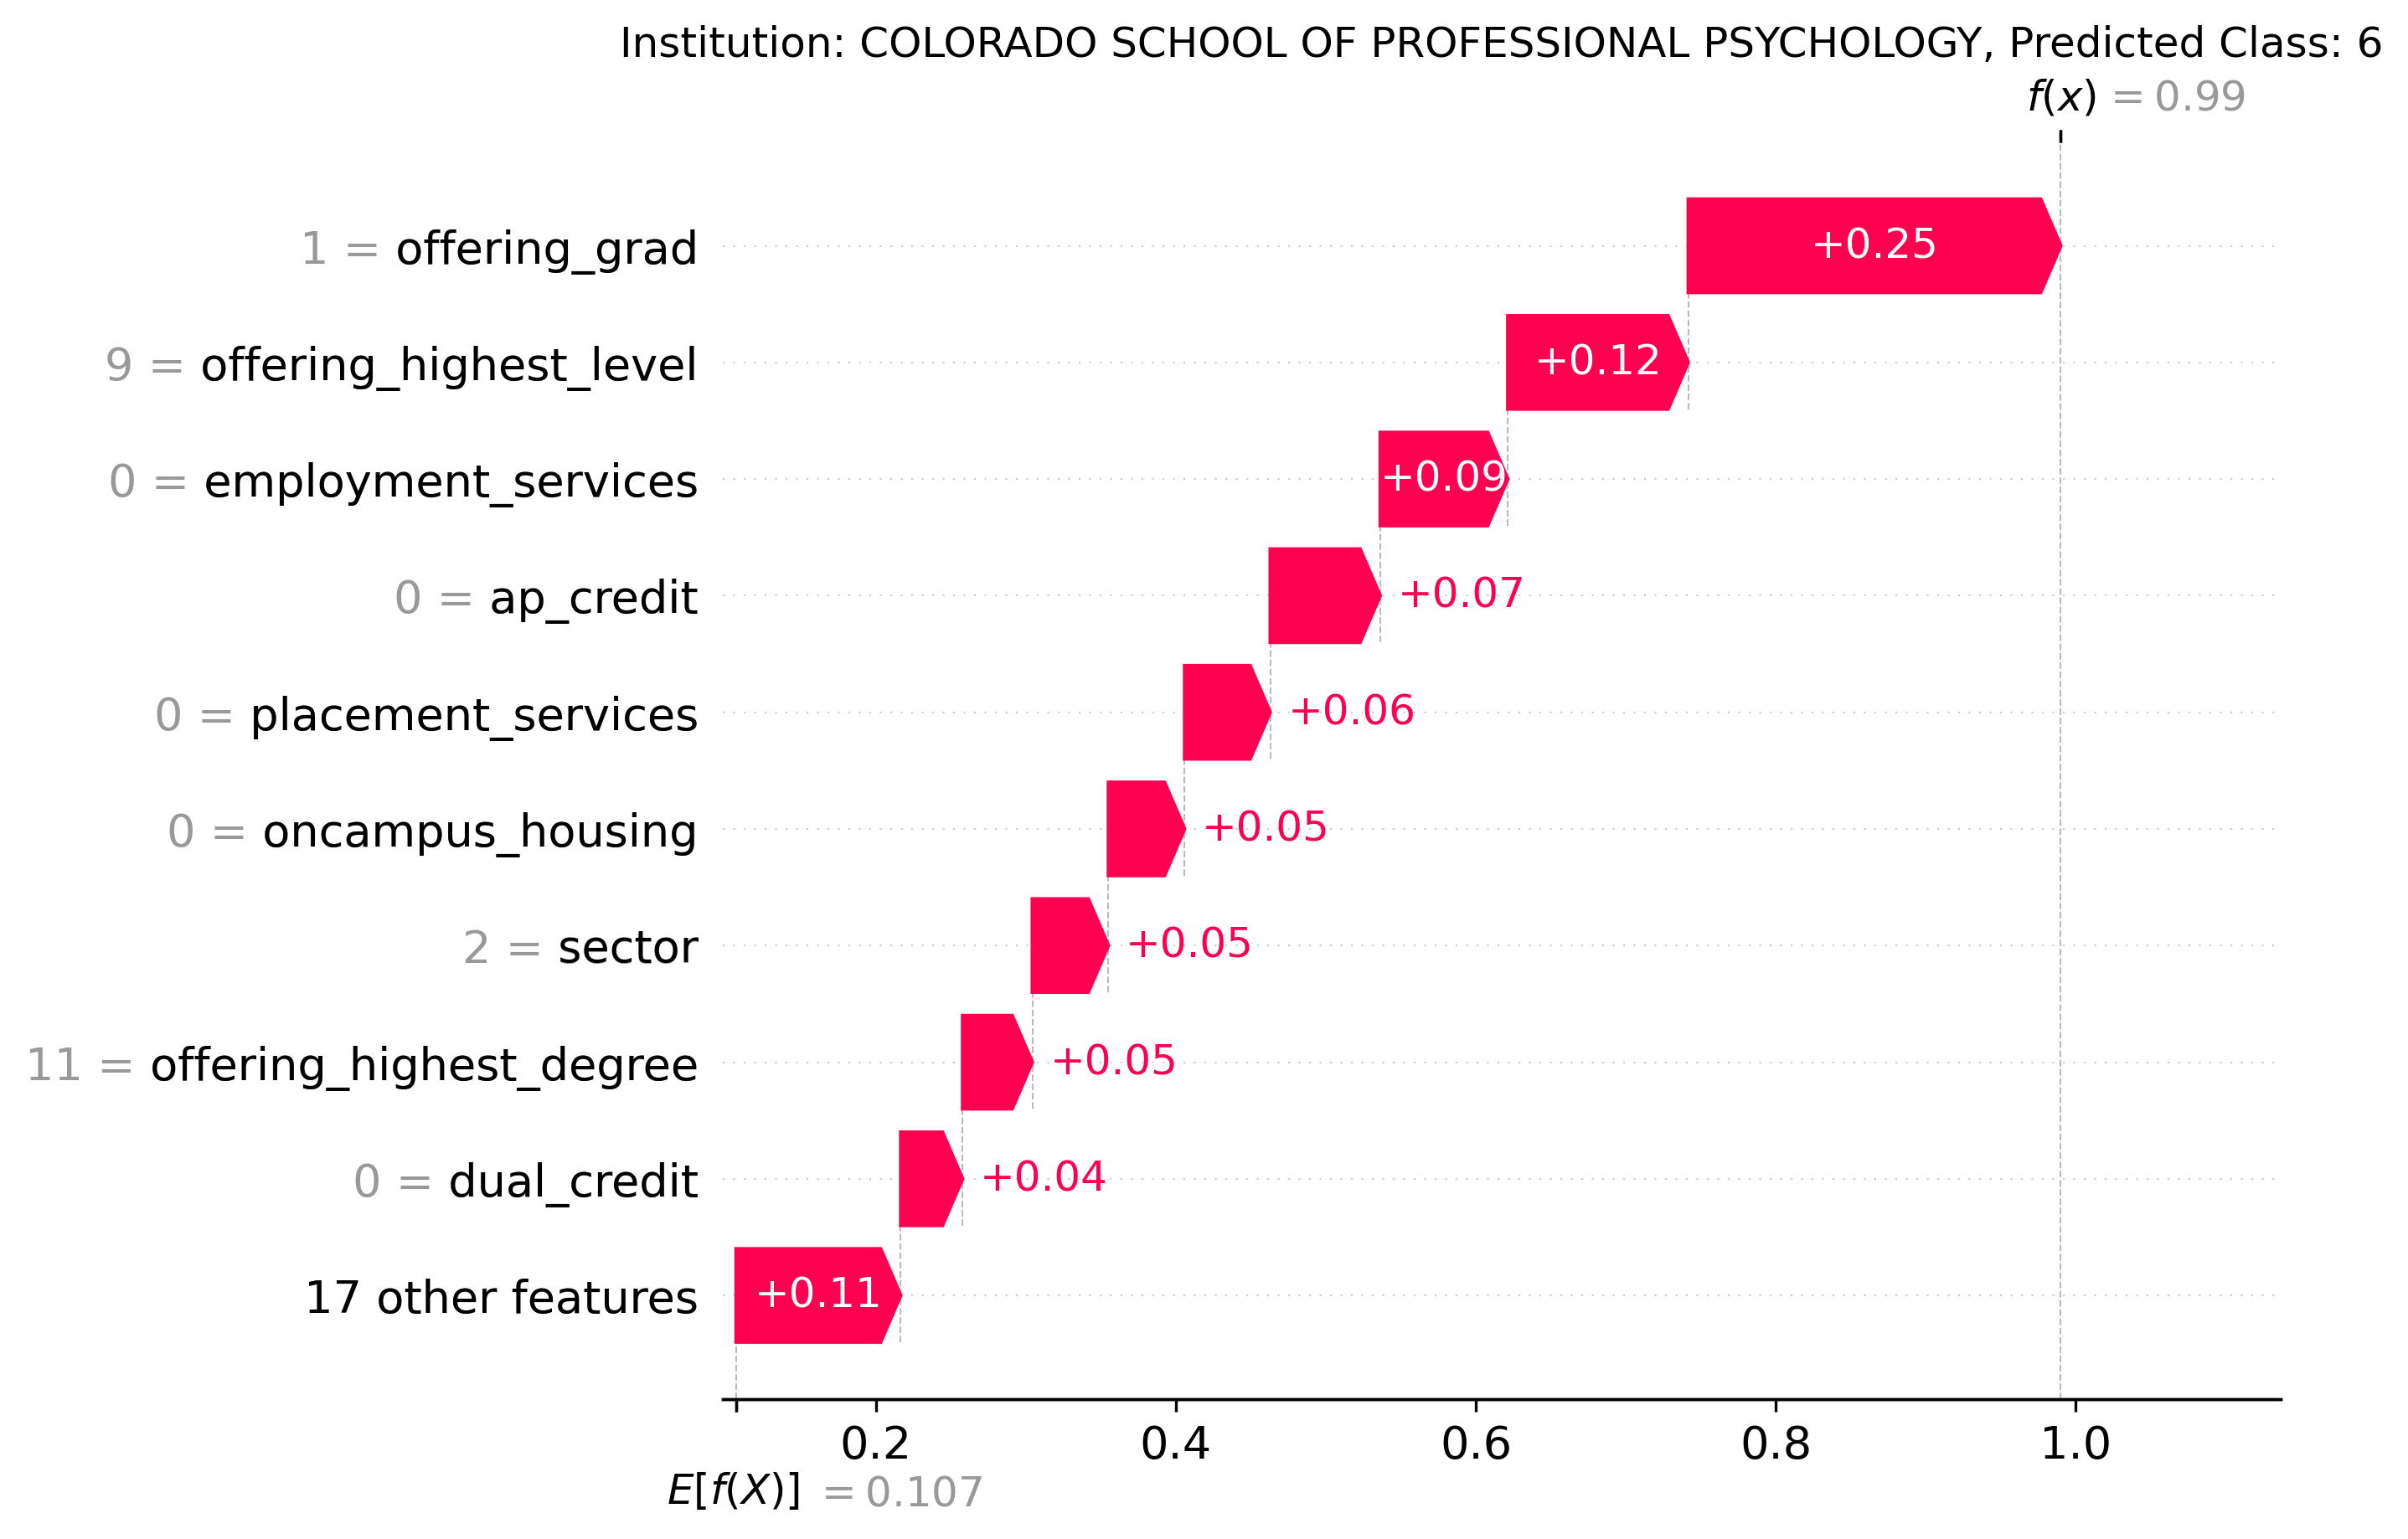 Institution: COLORADO SCHOOL OF PROFESSIONAL PSYCHOLOGY, Predicted Class: 6
f(x) = 0.99
1 = offering_grad +0.25
9 = offering_highest_level +0.12
0 = employment_services +0.09
0 = ap_credit +0.07
0 = placement_services +0.06
0 = oncampus_housing +0.05
2 = sector +0.05
11 = offering_highest_degree +0.05
0 = dual_credit +0.04
17 other features +0.11
0.2 0.4 0.6 0.8 1.0
E[f(X)] = 0.107